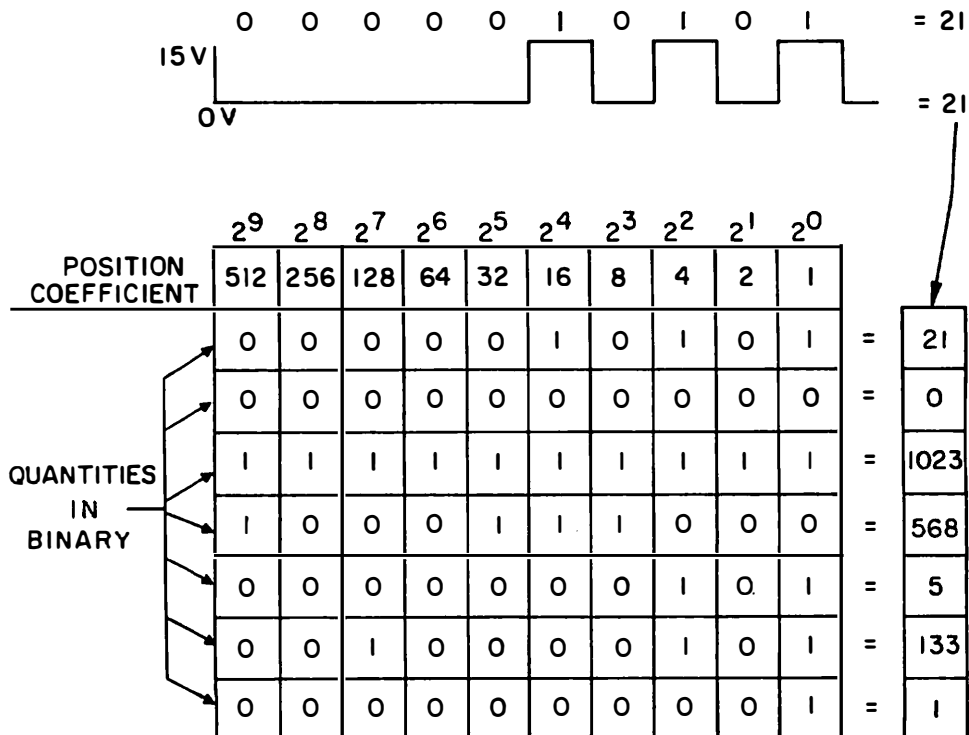 0 0 0 0 0 1 0 1 0 1 = 21
15 V
0 V = 21
2⁹ 2⁸ 2⁷ 2⁶ 2⁵ 2⁴ 2³ 2² 2¹ 2⁰
POSITION
COEFFICIENT 512 256 128 64 32 16 8 4 2 1
0 0 0 0 0 1 0 1 0 1 = 21
0 0 0 0 0 0 0 0 0 0 = 0
1 1 1 1 1 1 1 1 1 1 = 1023
QUANTITIES
IN
BINARY
1 0 0 0 1 1 1 0 0 0 = 568
0 0 0 0 0 0 0 1 0 1 = 5
0 0 1 0 0 0 0 1 0 1 = 133
0 0 0 0 0 0 0 0 0 1 = 1